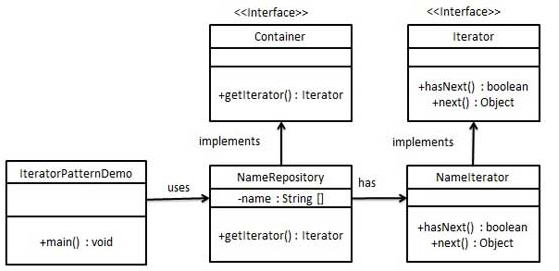 <<Interface>>
Container
+getIterator() : Iterator
<<Interface>>
Iterator
+hasNext() : boolean
+next() : Object
implements
implements
IteratorPatternDemo
+main() : void
uses
NameRepository
-name : String []
+getIterator() : Iterator
has
NameIterator
+hasNext() : boolean
+next() : Object